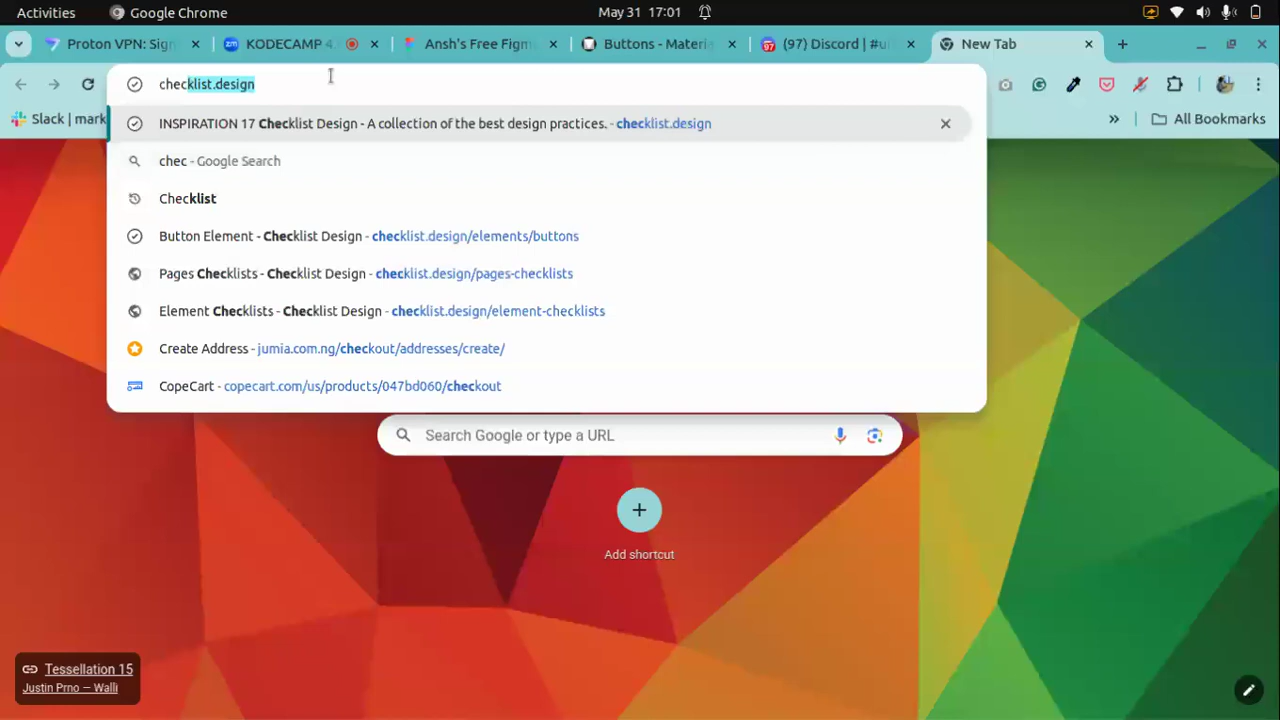 Activities Google Chrome May 31 17:01
Proton VPN: Sign KODECAMP 4. Ansh's Free Figm Buttons - Materia (97) Discord | #u New Tab
checklist.design
Slack | mark All Bookmarks
INSPIRATION 17 Checklist Design - A collection of the best design practices. - checklist.design
chec - Google Search
Checklist
Button Element - Checklist Design - checklist.design/elements/buttons
Pages Checklists - Checklist Design - checklist.design/pages-checklists
Element Checklists - Checklist Design - checklist.design/element-checklists
Create Address - jumia.com.ng/checkout/addresses/create/
CopeCart - copecart.com/us/products/047bd060/checkout
Search Google or type a URL
Add shortcut
Tessellation 15
Justin Prno — Walli